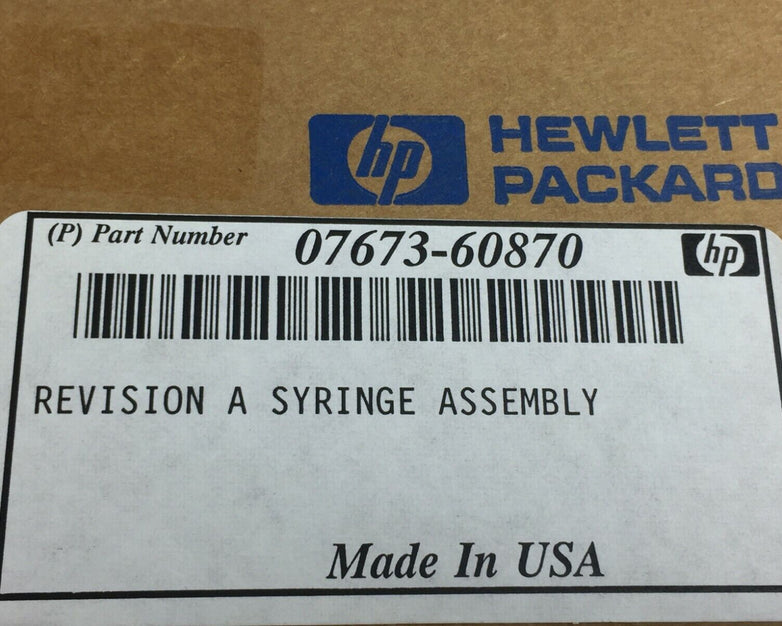 hp HEWLETT
PACKARD
(P) Part Number 07673-60870 hp
REVISION A SYRINGE ASSEMBLY
Made In USA